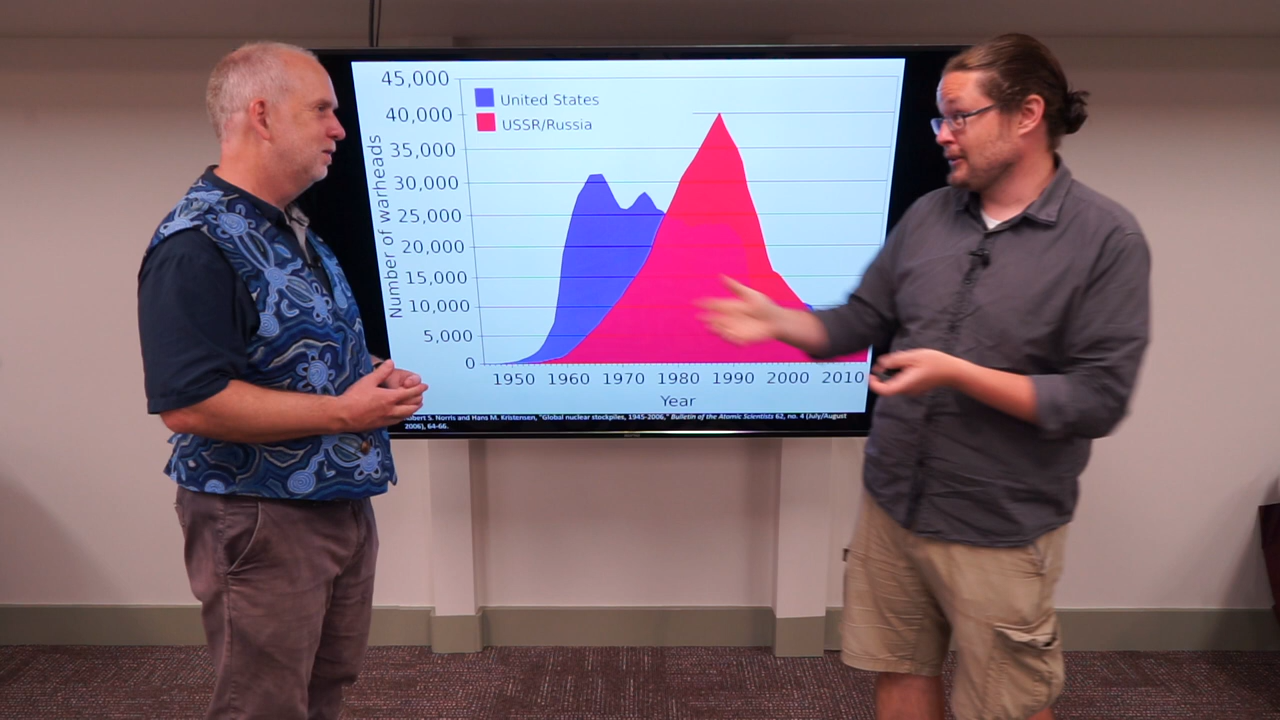 45,000
40,000
35,000
30,000
25,000
20,000
15,000
10,000
5,000
0
Number of warheads
United States
USSR/Russia
1950 1960 1970 1980 1990 2000 2010
Year
S. Norris and Hans M. Kristensen, "Global nuclear stockpiles, 1945-2006," Bulletin of the Atomic Scientists 62, no. 4 (July/August
2006), 64-66.